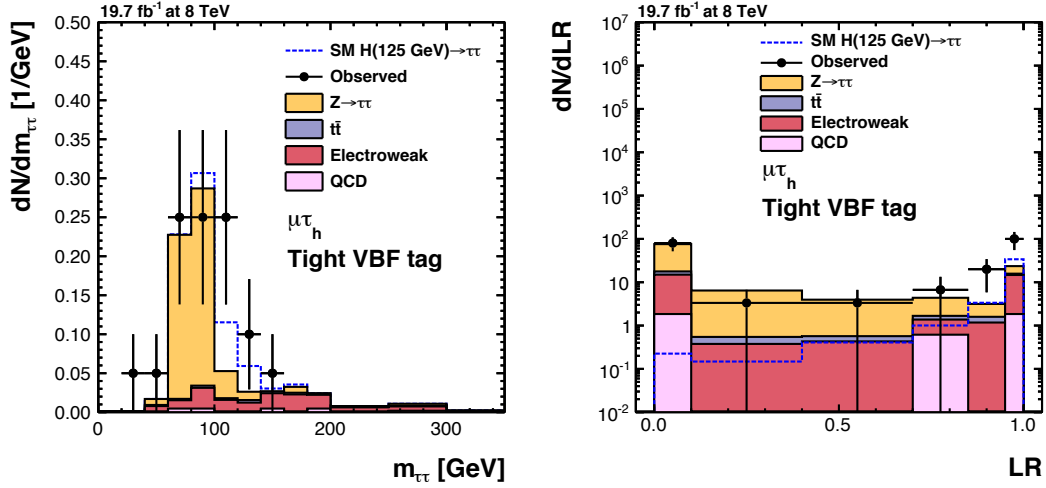 19.7 fb⁻¹ at 8 TeV
dN/dm_ττ [1/GeV]
0.50
0.45
0.40
0.35
0.30
0.25
0.20
0.15
0.10
0.05
0.00
SM H(125 GeV)→ττ
Observed
Z→ττ
tt̄
Electroweak
QCD
μτ_h
Tight VBF tag
0
100
200
300
m_ττ [GeV]
19.7 fb⁻¹ at 8 TeV
dN/dLR
10⁷
10⁶
10⁵
10⁴
10³
10²
10
1
10⁻¹
10⁻²
SM H(125 GeV)→ττ
Observed
Z→ττ
tt̄
Electroweak
QCD
μτ_h
Tight VBF tag
0.0
0.5
1.0
LR